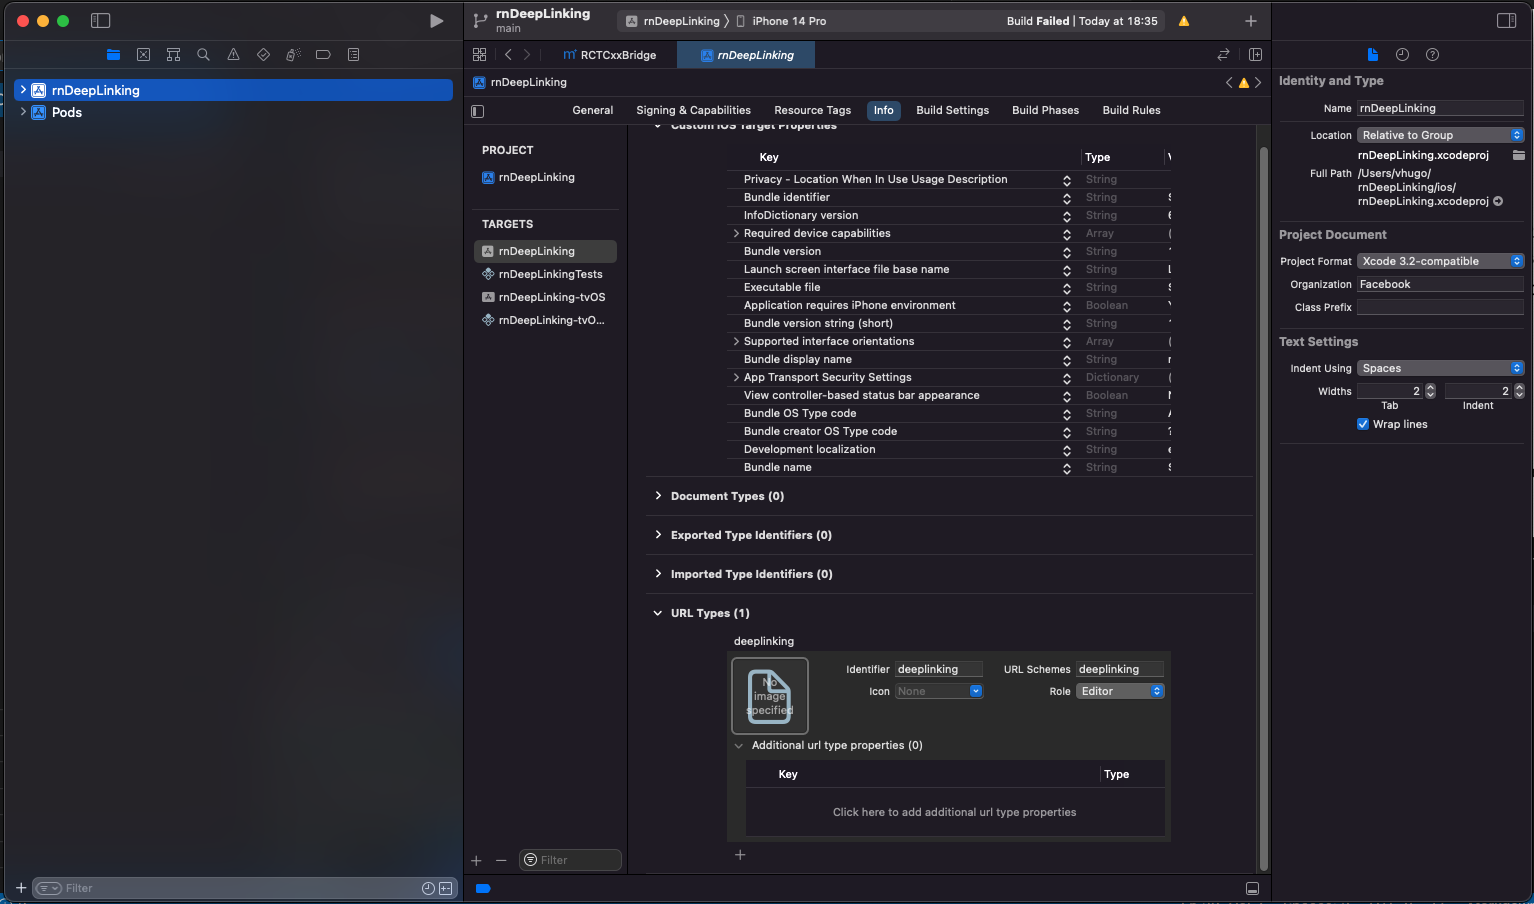 rnDeepLinking
main
rnDeepLinking
iPhone 14 Pro
Build Failed | Today at 18:35
RCTCxxBridge
rnDeepLinking
rnDeepLinking
Pods
rnDeepLinking
General
Signing & Capabilities
Resource Tags
Info
Build Settings
Build Phases
Build Rules
PROJECT
rnDeepLinking
TARGETS
rnDeepLinking
rnDeepLinkingTests
rnDeepLinking-tvOS
rnDeepLinking-tvO...
Filter
Custom iOS Target Properties
Key Type
Privacy - Location When In Use Usage Description String
Bundle identifier String
InfoDictionary version String
Required device capabilities Array
Bundle version String
Launch screen interface file base name String
Executable file String
Application requires iPhone environment Boolean
Bundle version string (short) String
Supported interface orientations Array
Bundle display name String
App Transport Security Settings Dictionary
View controller-based status bar appearance Boolean
Bundle OS Type code String
Bundle creator OS Type code String
Development localization String
Bundle name String
Document Types (0)
Exported Type Identifiers (0)
Imported Type Identifiers (0)
URL Types (1)
deeplinking
No
image
specified
Identifier deeplinking URL Schemes deeplinking
Icon None Role Editor
Additional url type properties (0)
Key Type
Click here to add additional url type properties
Filter
Identity and Type
Name rnDeepLinking
Location Relative to Group
rnDeepLinking.xcodeproj
Full Path /Users/vhugo/
rnDeepLinking/ios/
rnDeepLinking.xcodeproj
Project Document
Project Format Xcode 3.2-compatible
Organization Facebook
Class Prefix
Text Settings
Indent Using Spaces
Widths 2 2
Tab Indent
Wrap lines